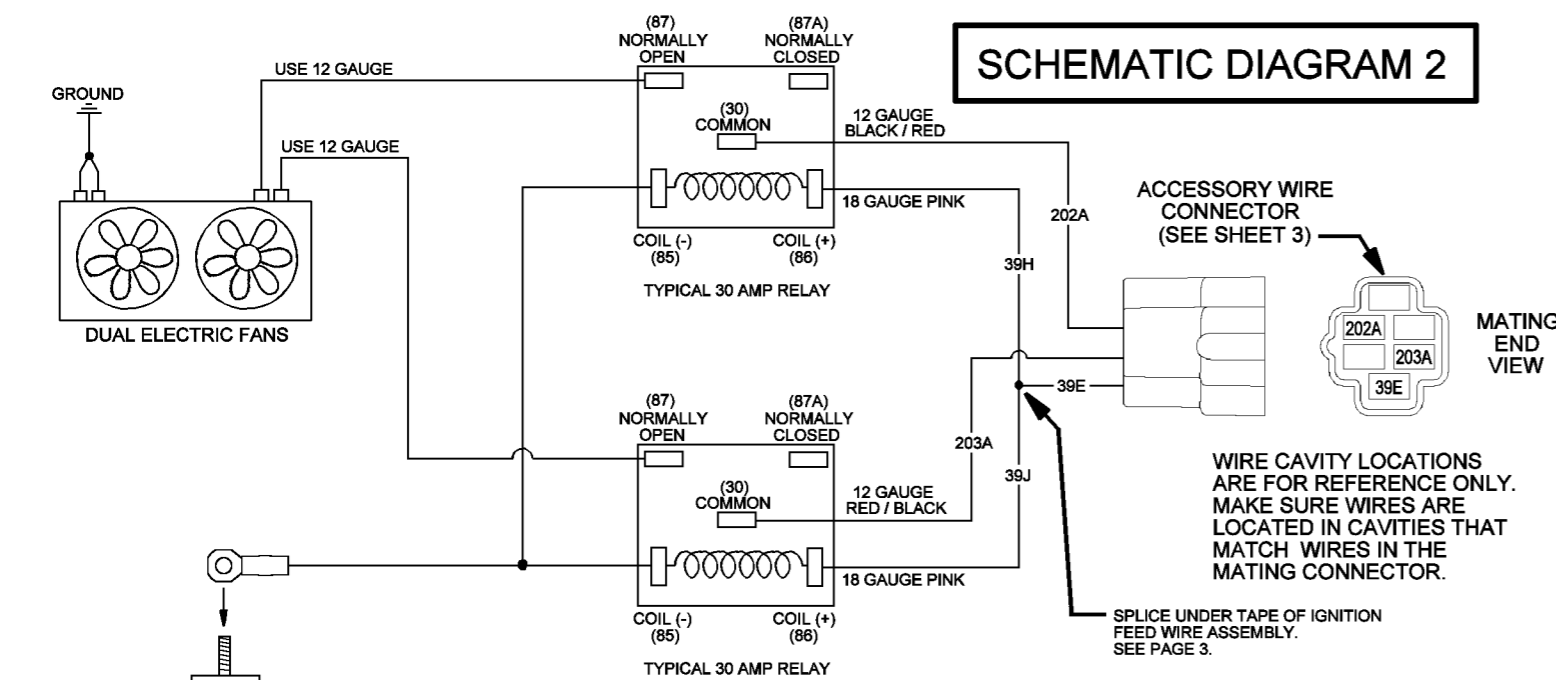 SCHEMATIC DIAGRAM 2
GROUND
USE 12 GAUGE
USE 12 GAUGE
DUAL ELECTRIC FANS
(87)
NORMALLY
OPEN
(87A)
NORMALLY
CLOSED
(30)
COMMON
12 GAUGE
BLACK / RED
18 GAUGE PINK
COIL (-)
(85)
COIL (+)
(86)
TYPICAL 30 AMP RELAY
202A
39H
ACCESSORY WIRE
CONNECTOR
(SEE SHEET 3)
202A
203A
39E
MATING
END
VIEW
39E
(87)
NORMALLY
OPEN
(87A)
NORMALLY
CLOSED
(30)
COMMON
12 GAUGE
RED / BLACK
203A
39J
18 GAUGE PINK
COIL (-)
(85)
COIL (+)
(86)
TYPICAL 30 AMP RELAY
WIRE CAVITY LOCATIONS
ARE FOR REFERENCE ONLY.
MAKE SURE WIRES ARE
LOCATED IN CAVITIES THAT
MATCH WIRES IN THE
MATING CONNECTOR.
SPLICE UNDER TAPE OF IGNITION
FEED WIRE ASSEMBLY.
SEE PAGE 3.